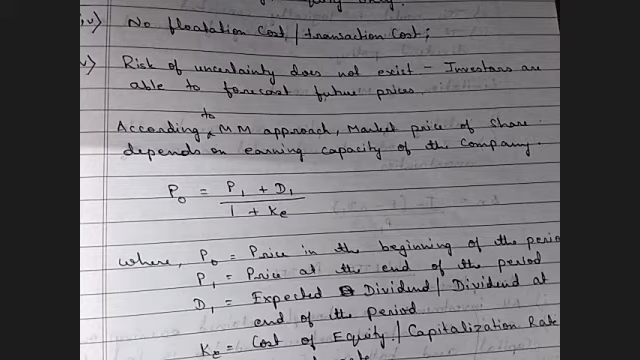 iv) No floatation cost / transaction cost;
v) Risk of uncertainty does not exist - Investors are
able to forecast future prices.
According to MM approach, Market price of share
depends on earning capacity of the company.
P0 = P1 + D1
1 + Ke
where, P0 = Price in the beginning of the period
P1 = Price at the end of the period
D1 = Expected Dividend / Dividend at
end of the period
Ke = Cost of Equity / Capitalization Rate